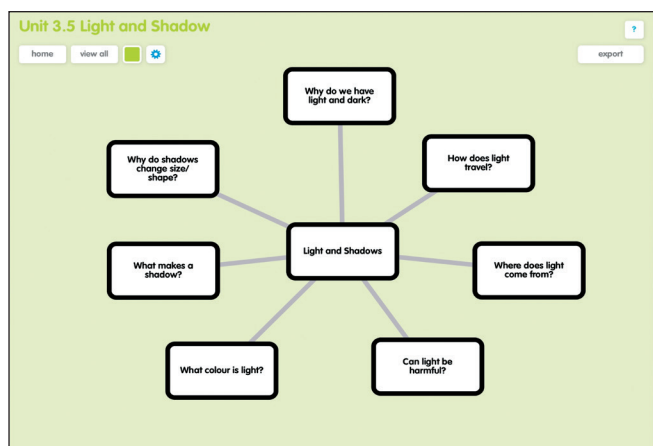 Unit 3.5 Light and Shadow
?
home
view all
export
Why do we have
light and dark?
Why do shadows
change size/
shape?
How does light
travel?
Light and Shadows
What makes a
shadow?
Where does light
come from?
What colour is light?
Can light be
harmful?